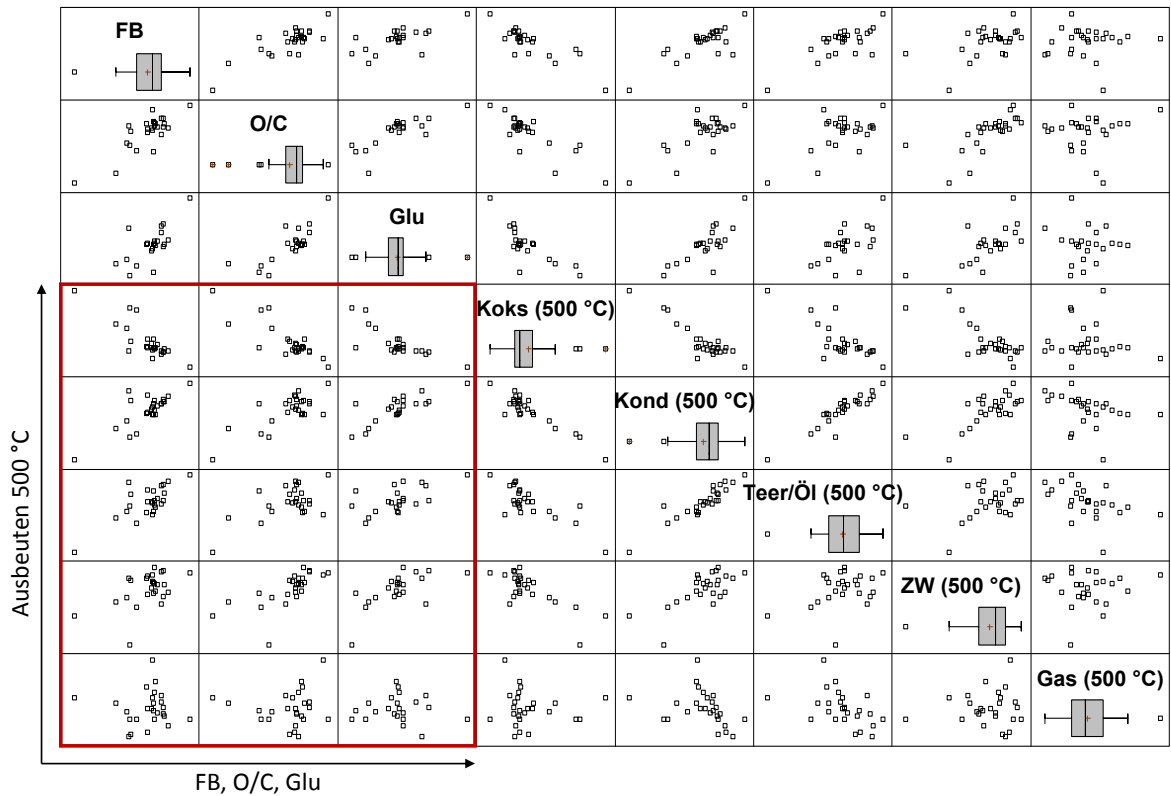 FB
O/C
Glu
Koks (500 °C)
Kond (500 °C)
Teer/Öl (500 °C)
ZW (500 °C)
Gas (500 °C)
Ausbeuten 500 °C
FB, O/C, Glu